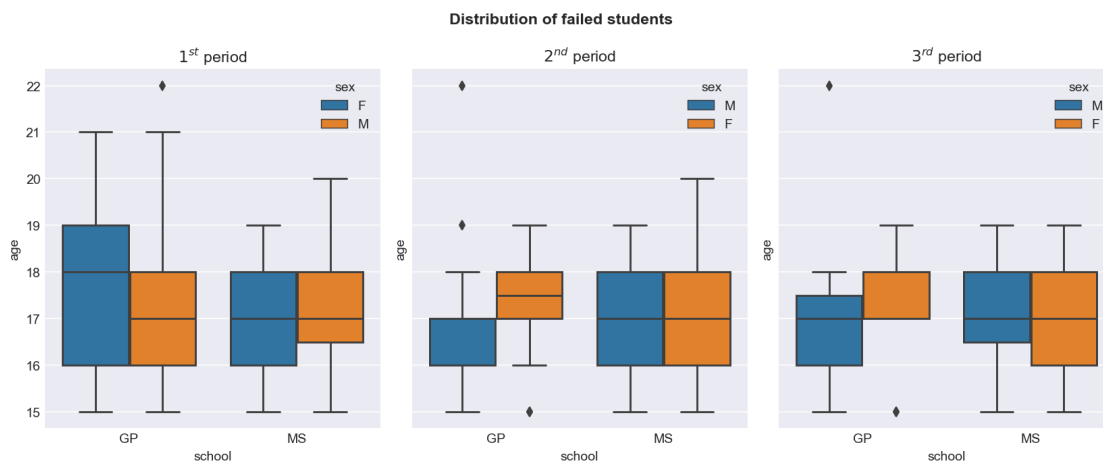 Distribution of failed students
1st period
2nd period
3rd period
sex
F
M
sex
M
F
sex
M
F
22
21
20
19
18
17
16
15
age
age
age
GP
MS
GP
MS
GP
MS
school
school
school